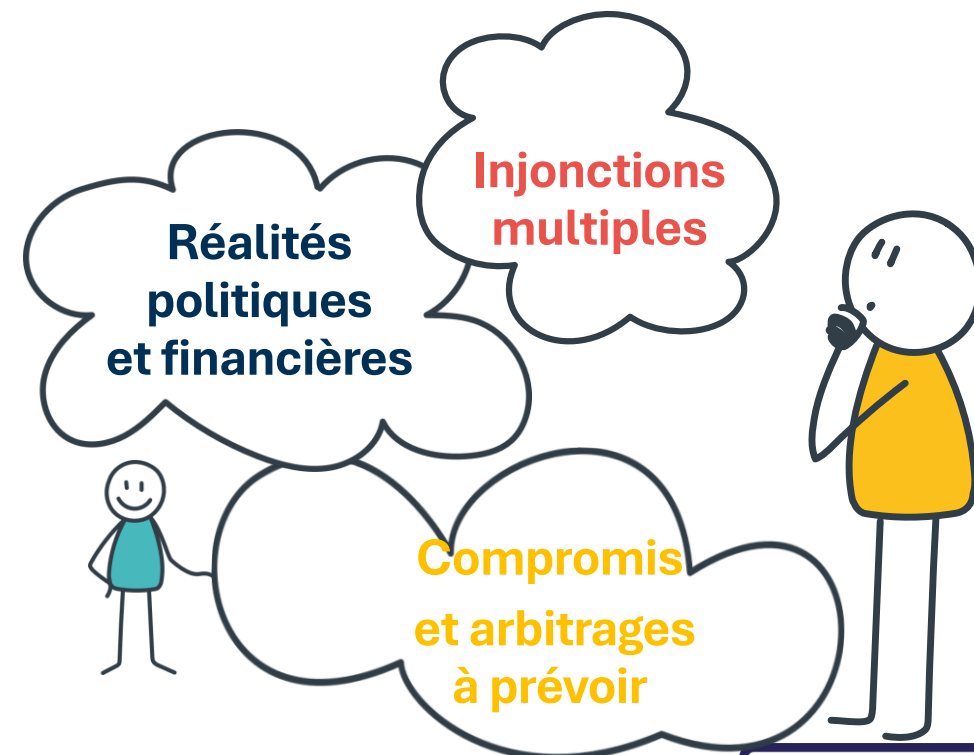 Injonctions
multiples
Réalités
politiques
et financières
Compromis
et arbitrages
à prévoir